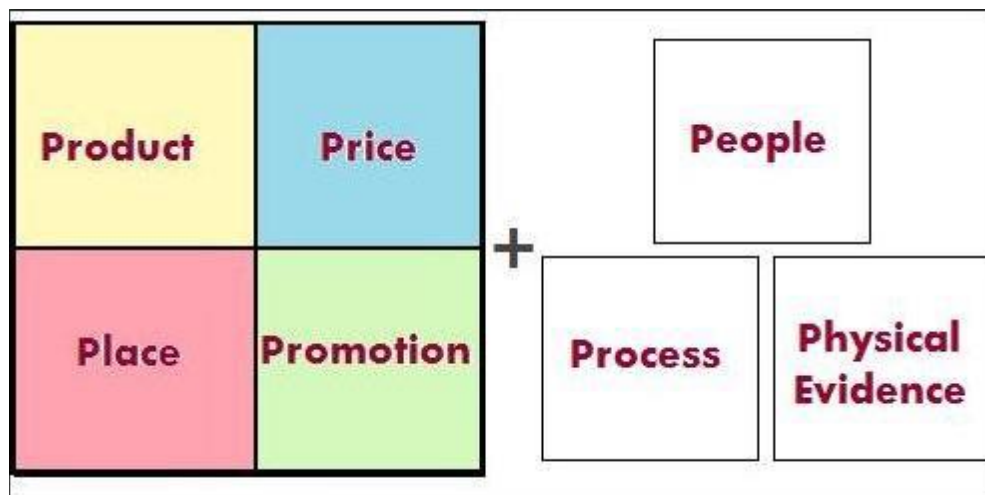 Product
Price
Place
Promotion
+
People
Process
Physical
Evidence